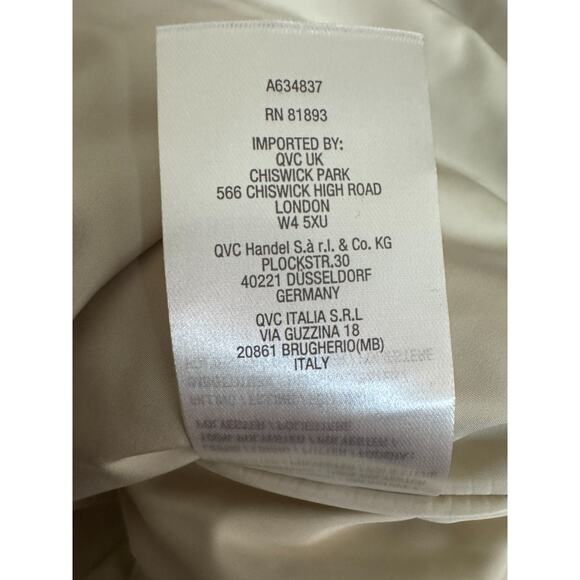 A634837
RN 81893
IMPORTED BY:
QVC UK
CHISWICK PARK
566 CHISWICK HIGH ROAD
LONDON
W4 5XU
QVC Handel S.à r.l. & Co. KG
PLOCKSTR.30
40221 DÜSSELDORF
GERMANY
QVC ITALIA S.R.L
VIA GUZZINA 18
20861 BRUGHERIO(MB)
ITALY